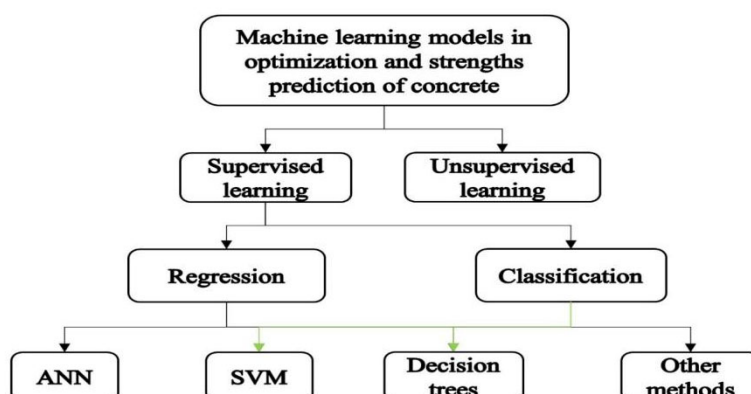 Machine learning models in
optimization and strengths
prediction of concrete
Supervised
learning
Unsupervised
learning
Regression
Classification
ANN
SVM
Decision
trees
Other
methods